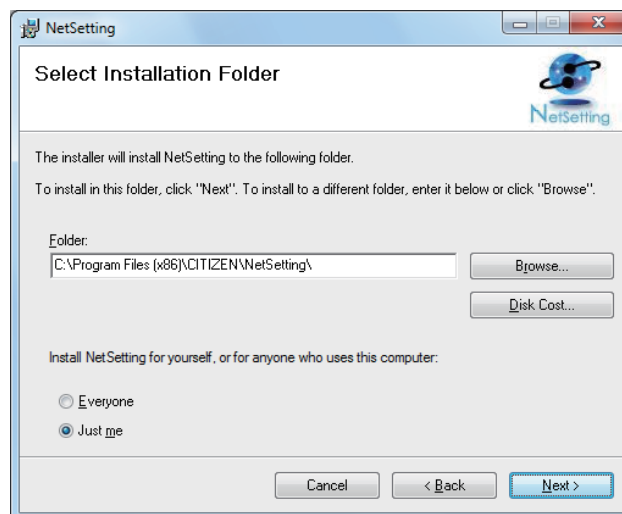 NetSetting
Select Installation Folder
NetSetting
The installer will install NetSetting to the following folder.
To install in this folder, click "Next". To install to a different folder, enter it below or click "Browse".
Folder:
C:\Program Files (x86)\CITIZEN\NetSetting\
Browse...
Disk Cost...
Install NetSetting for yourself, or for anyone who uses this computer:
Everyone
Just me
Cancel
< Back
Next >